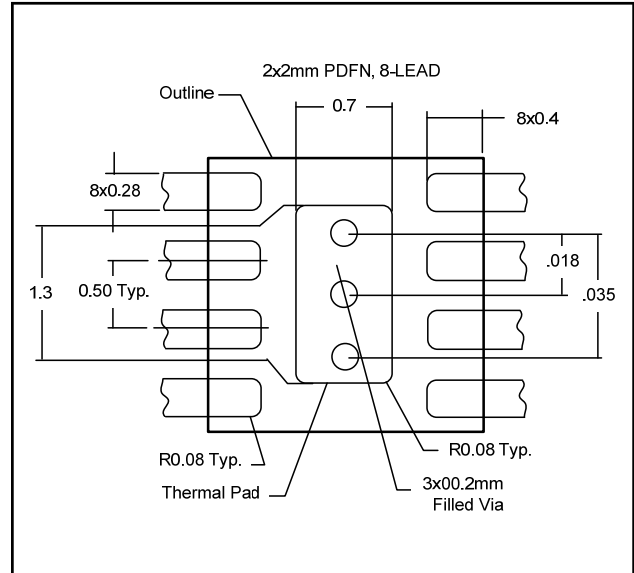 2x2mm PDFN, 8-LEAD
Outline
0.7
8x0.4
8x0.28
1.3
0.50 Typ.
.018
.035
R0.08 Typ.
R0.08 Typ.
Thermal Pad
3x00.2mm
Filled Via